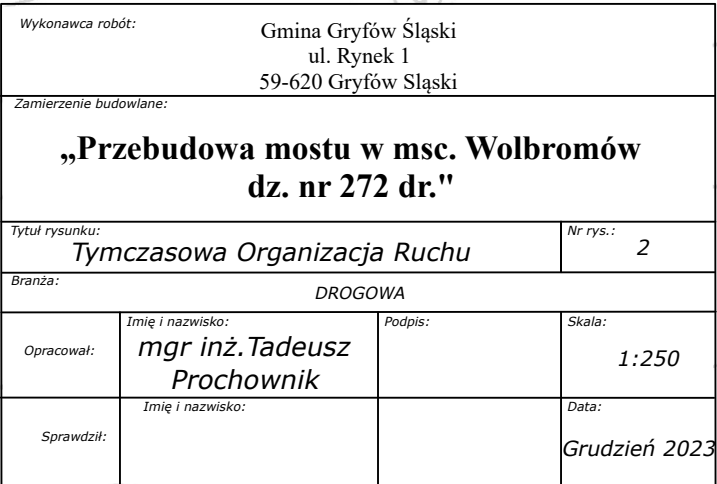 Wykonawca robót:
Gmina Gryfów Śląski
ul. Rynek 1
59-620 Gryfów Sląski
Zamierzenie budowlane:
„Przebudowa mostu w msc. Wolbromów
dz. nr 272 dr."
Tytuł rysunku:
Tymczasowa Organizacja Ruchu
Nr rys.:
2
Branża:
DROGOWA
Opracował:
Imię i nazwisko:
mgr inż.Tadeusz
Prochownik
Podpis:
Skala:
1:250
Sprawdził:
Imię i nazwisko:
Data:
Grudzień 2023